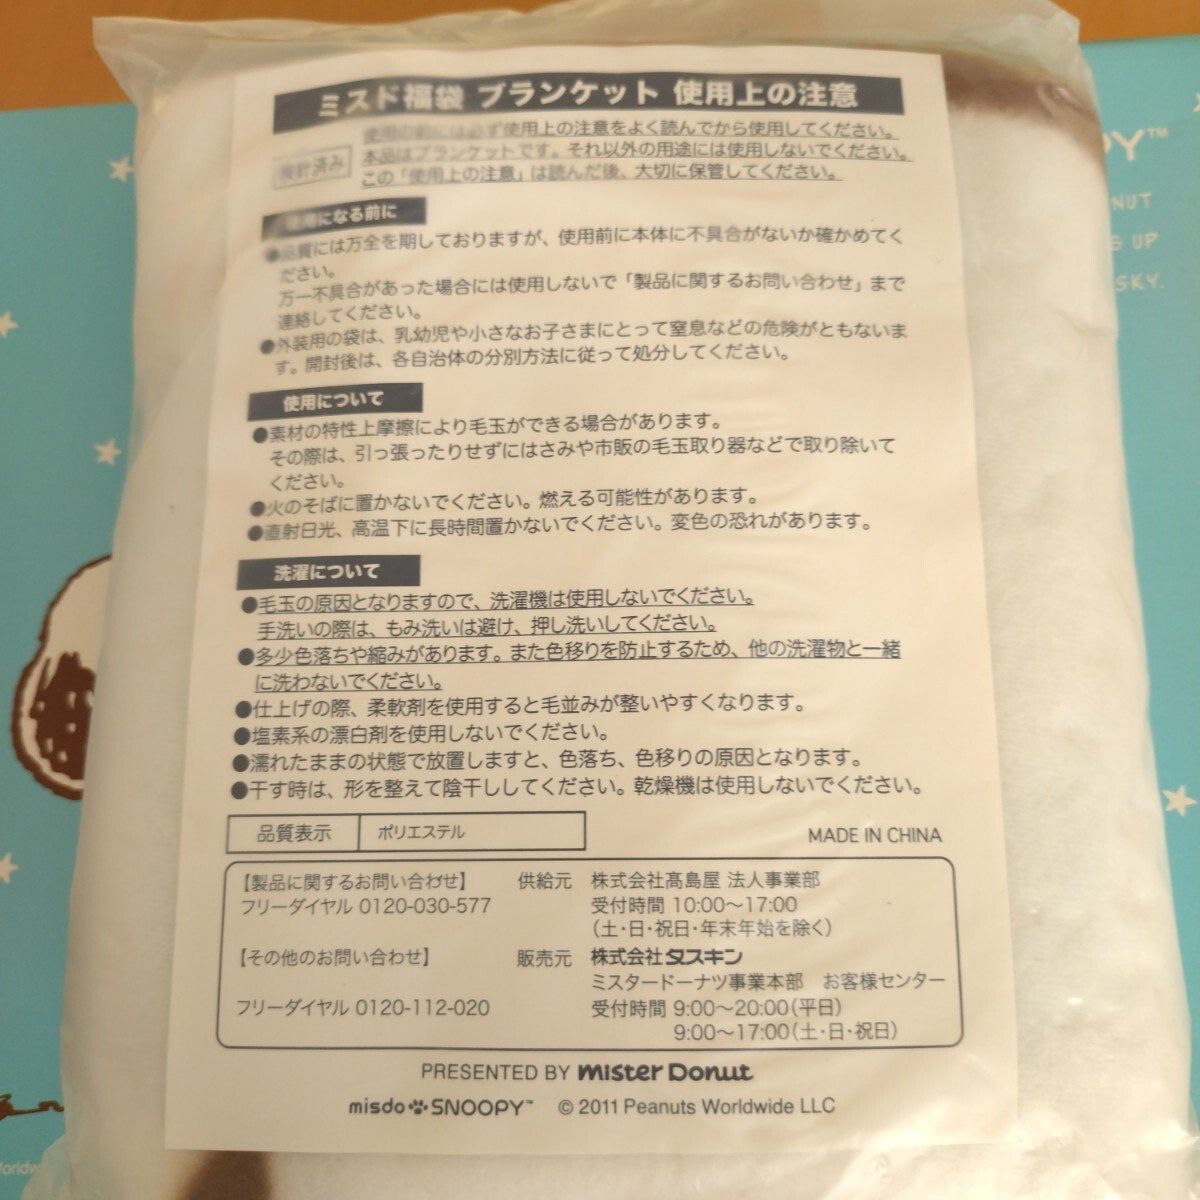 ミスド福袋 ブランケット 使用上の注意
使用の前には必ず使用上の注意をよく読んでから使用してください。
本品はブランケットです。それ以外の用途には使用しないでください。
検針済み
この「使用上の注意」は読んだ後、大切に保管してください。
使用になる前に
●品質には万全を期しておりますが、使用前に本体に不具合がないか確かめてく
ださい。
万一不具合があった場合には使用しないで「製品に関するお問い合わせ」まで
連絡してください。
●外装用の袋は、乳幼児や小さなお子さまにとって窒息などの危険がともないま
す。開封後は、各自治体の分別方法に従って処分してください。
使用について
●素材の特性上摩擦により毛玉ができる場合があります。
その際は、引っ張ったりせずにはさみや市販の毛玉取り器などで取り除いて
ください。
●火のそばに置かないでください。燃える可能性があります。
●直射日光、高温下に長時間置かないでください。変色の恐れがあります。
洗濯について
●毛玉の原因となりますので、洗濯機は使用しないでください。
手洗いの際は、もみ洗いは避け、押し洗いしてください。
●多少色落ちや縮みがあります。また色移りを防止するため、他の洗濯物と一緒
に洗わないでください。
●仕上げの際、柔軟剤を使用すると毛並みが整いやすくなります。
●塩素系の漂白剤を使用しないでください。
●濡れたままの状態で放置しますと、色落ち、色移りの原因となります。
●干す時は、形を整えて陰干ししてください。乾燥機は使用しないでください。
品質表示 ポリエステル
MADE IN CHINA
【製品に関するお問い合わせ】 供給元 株式会社髙島屋 法人事業部
フリーダイヤル 0120-030-577 受付時間 10:00〜17:00
(土・日・祝日・年末年始を除く)
【その他のお問い合わせ】 販売元 株式会社ダスキン
ミスタードーナツ事業本部 お客様センター
フリーダイヤル 0120-112-020 受付時間 9:00〜20:00(平日)
9:00〜17:00(土・日・祝日)
PRESENTED BY mister Donut
misdo SNOOPY™ © 2011 Peanuts Worldwide LLC
PY™
NUT
UP
SKY.